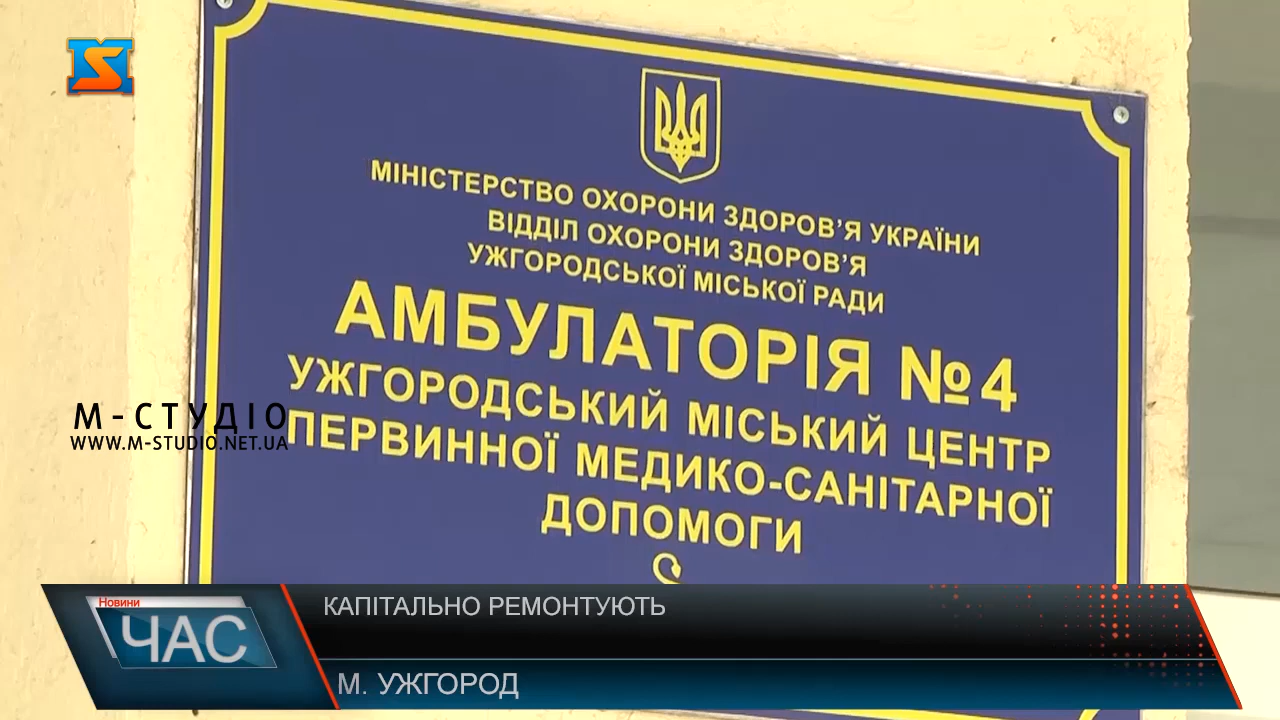 МІНІСТЕРСТВО ОХОРОНИ ЗДОРОВ’Я УКРАЇНИ
ВІДДІЛ ОХОРОНИ ЗДОРОВ’Я
УЖГОРОДСЬКОЇ МІСЬКОЇ РАДИ
АМБУЛАТОРІЯ №4
УЖГОРОДСЬКИЙ МІСЬКИЙ ЦЕНТР
ПЕРВИННОЇ МЕДИКО-САНІТАРНОЇ
ДОПОМОГИ
М-СТУДІО
WWW.M-STUDIO.NET.UA
Новини
ЧАС
КАПІТАЛЬНО РЕМОНТУЮТЬ
М. УЖГОРОД